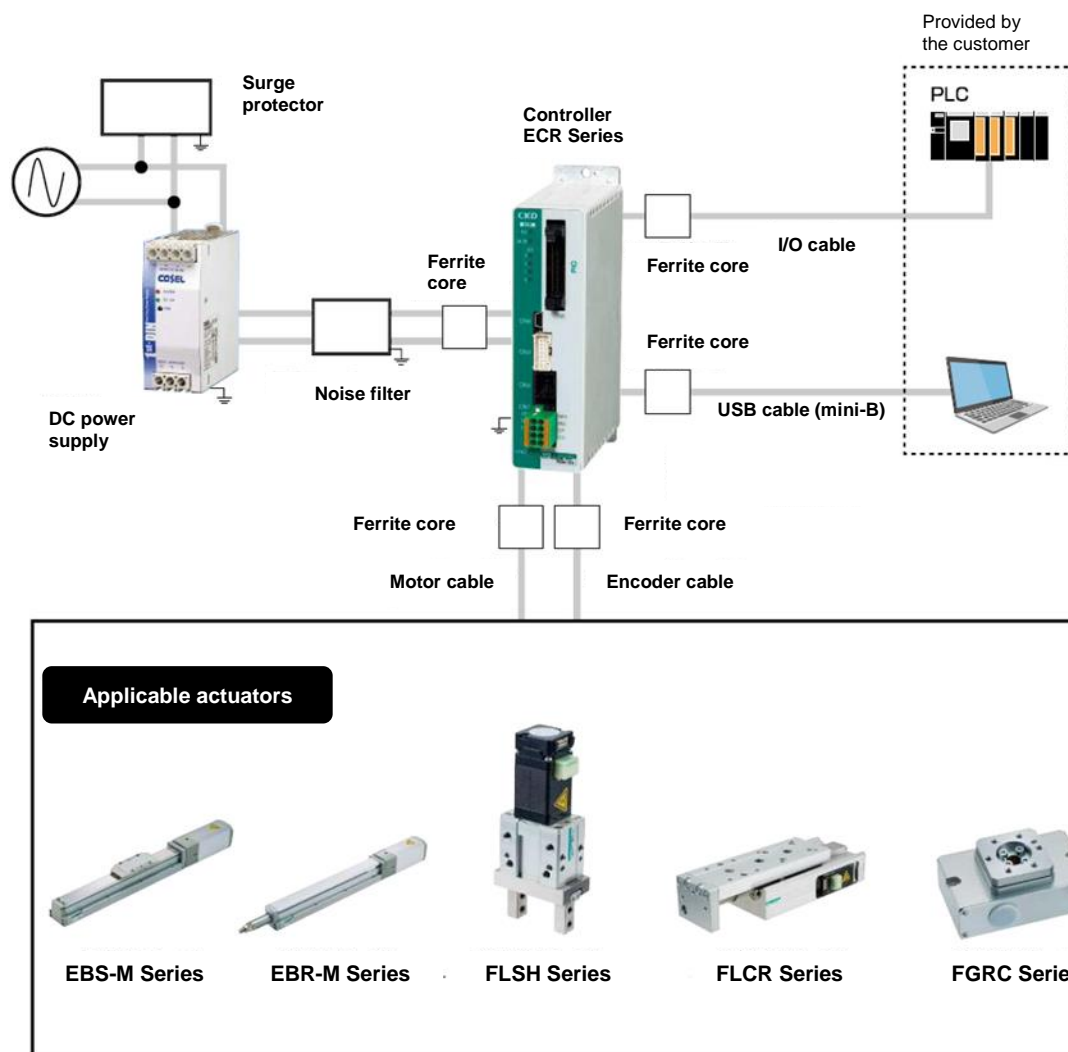 Provided by
the customer
Surge
protector
PLC
Controller
ECR Series
CKD
PIO
COSEL
I/O cable
Ferrite
core
Ferrite core
Ferrite core
Noise filter
USB cable (mini-B)
DC power
supply
Ferrite core
Ferrite core
Motor cable
Encoder cable
Applicable actuators
EBS-M Series
EBR-M Series
FLSH Series
FLCR Series
FGRC Serie